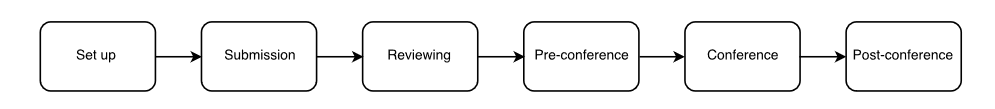 Set up
Submission
Reviewing
Pre-conference
Conference
Post-conference